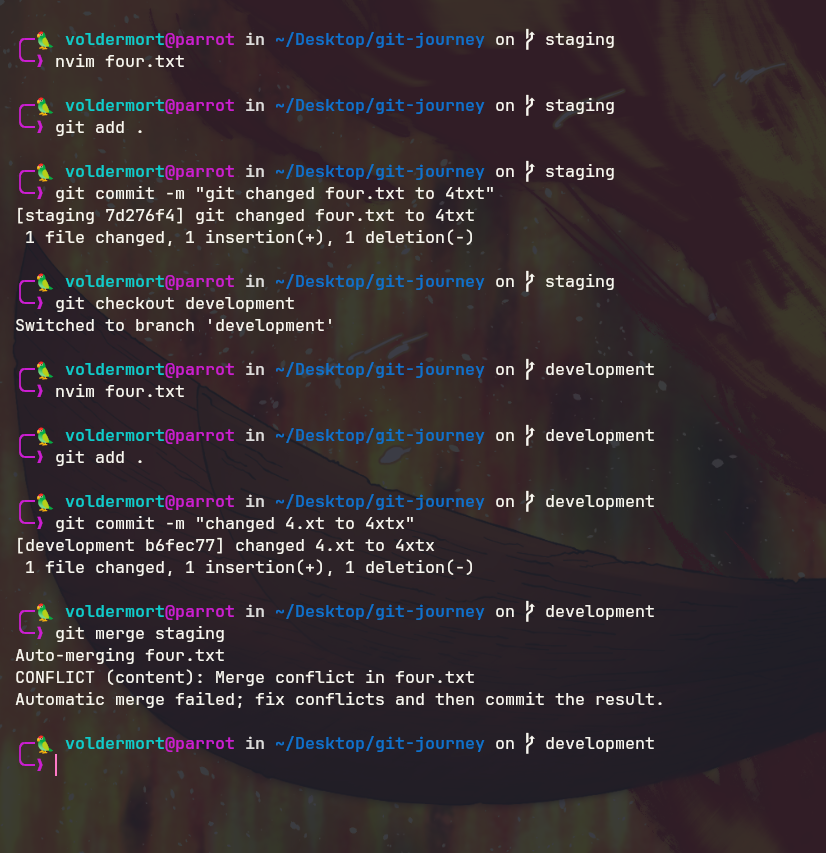 voldermort@parrot in ~/Desktop/git-journey on staging
nvim four.txt
voldermort@parrot in ~/Desktop/git-journey on staging
git add .
voldermort@parrot in ~/Desktop/git-journey on staging
git commit -m "git changed four.txt to 4txt"
[staging 7d276f4] git changed four.txt to 4txt
1 file changed, 1 insertion(+), 1 deletion(-)
voldermort@parrot in ~/Desktop/git-journey on staging
git checkout development
Switched to branch 'development'
voldermort@parrot in ~/Desktop/git-journey on development
nvim four.txt
voldermort@parrot in ~/Desktop/git-journey on development
git add .
voldermort@parrot in ~/Desktop/git-journey on development
git commit -m "changed 4.xt to 4xtx"
[development b6fec77] changed 4.xt to 4xtx
1 file changed, 1 insertion(+), 1 deletion(-)
voldermort@parrot in ~/Desktop/git-journey on development
git merge staging
Auto-merging four.txt
CONFLICT (content): Merge conflict in four.txt
Automatic merge failed; fix conflicts and then commit the result.
voldermort@parrot in ~/Desktop/git-journey on development